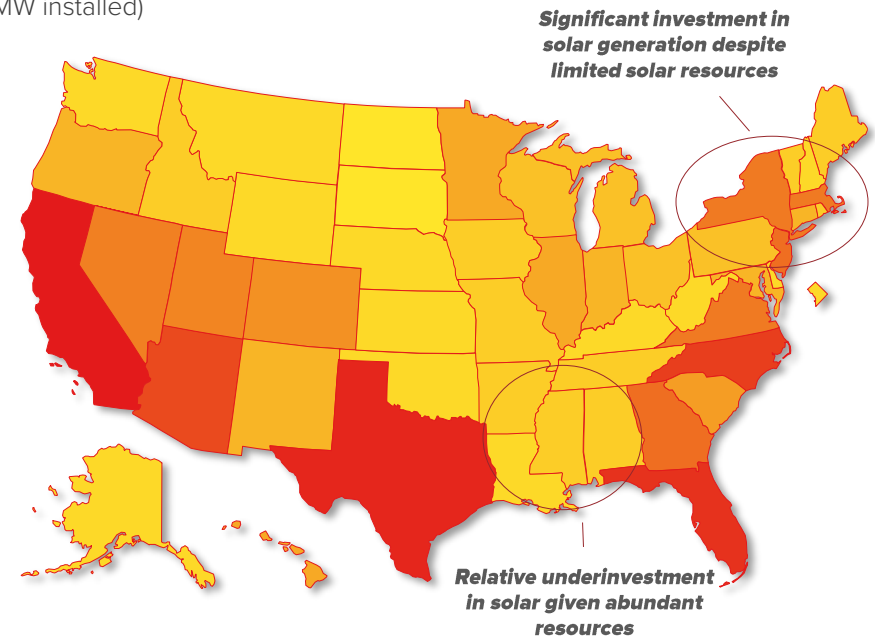 MW installed)
Significant investment in
solar generation despite
limited solar resources
Relative underinvestment
in solar given abundant
resources